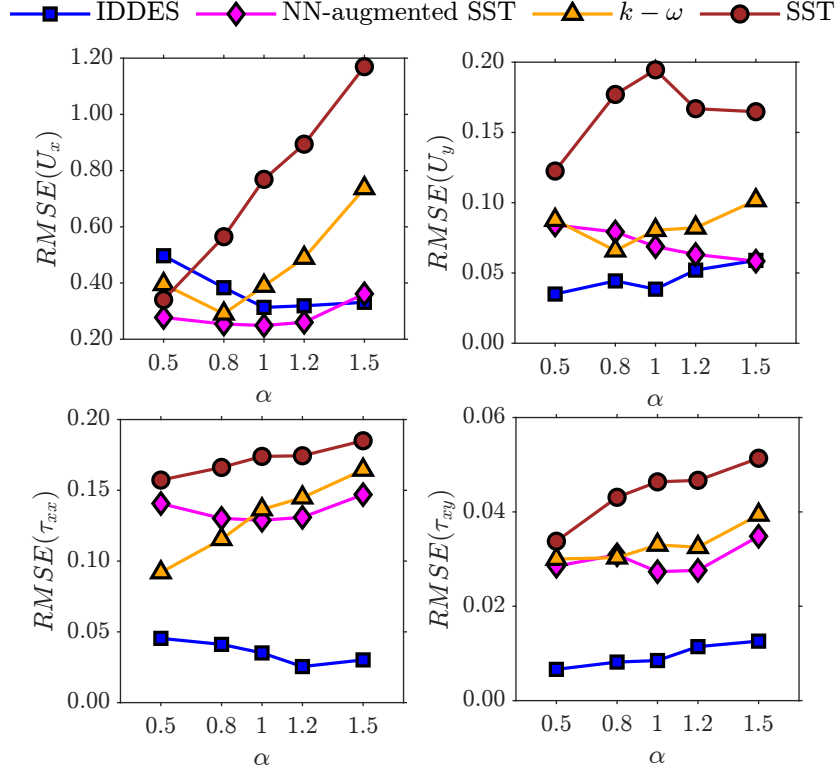 IDDES NN-augmented SST k − ω SST
RMSE(U_x)
1.20
1.00
0.80
0.60
0.40
0.20
0.5 0.8 1 1.2 1.5
α
RMSE(U_y)
0.20
0.15
0.10
0.05
0.00
0.5 0.8 1 1.2 1.5
α
RMSE(τ_xx)
0.20
0.15
0.10
0.05
0.00
0.5 0.8 1 1.2 1.5
α
RMSE(τ_xy)
0.06
0.04
0.02
0.00
0.5 0.8 1 1.2 1.5
α